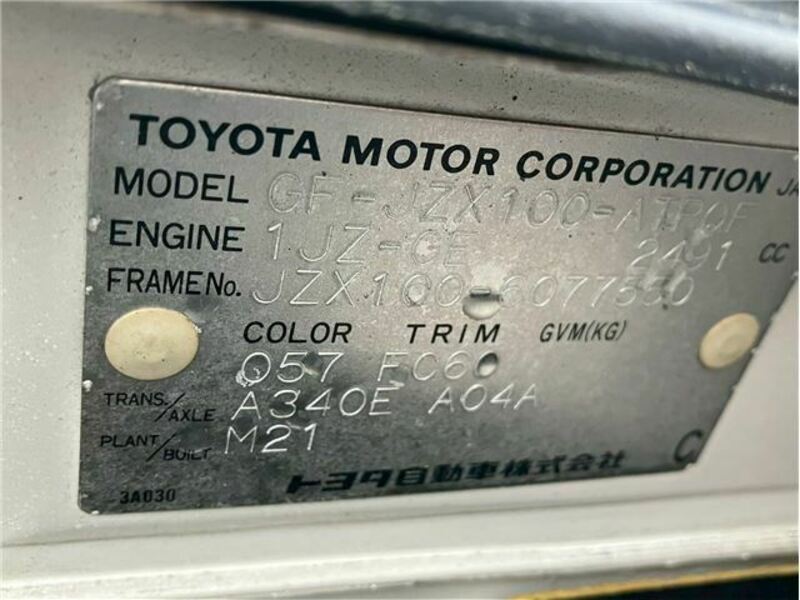 TOYOTA MOTOR CORPORATION JA
MODEL GF-JZX100-ATPQF
ENGINE 1JZ-GE 2491 CC
FRAME No. JZX100-6077550
COLOR TRIM GVM(KG)
057 FC60
TRANS./AXLE A340E A04A
PLANT/BUILT M21
トヨタ自動車株式会社 C
3A030